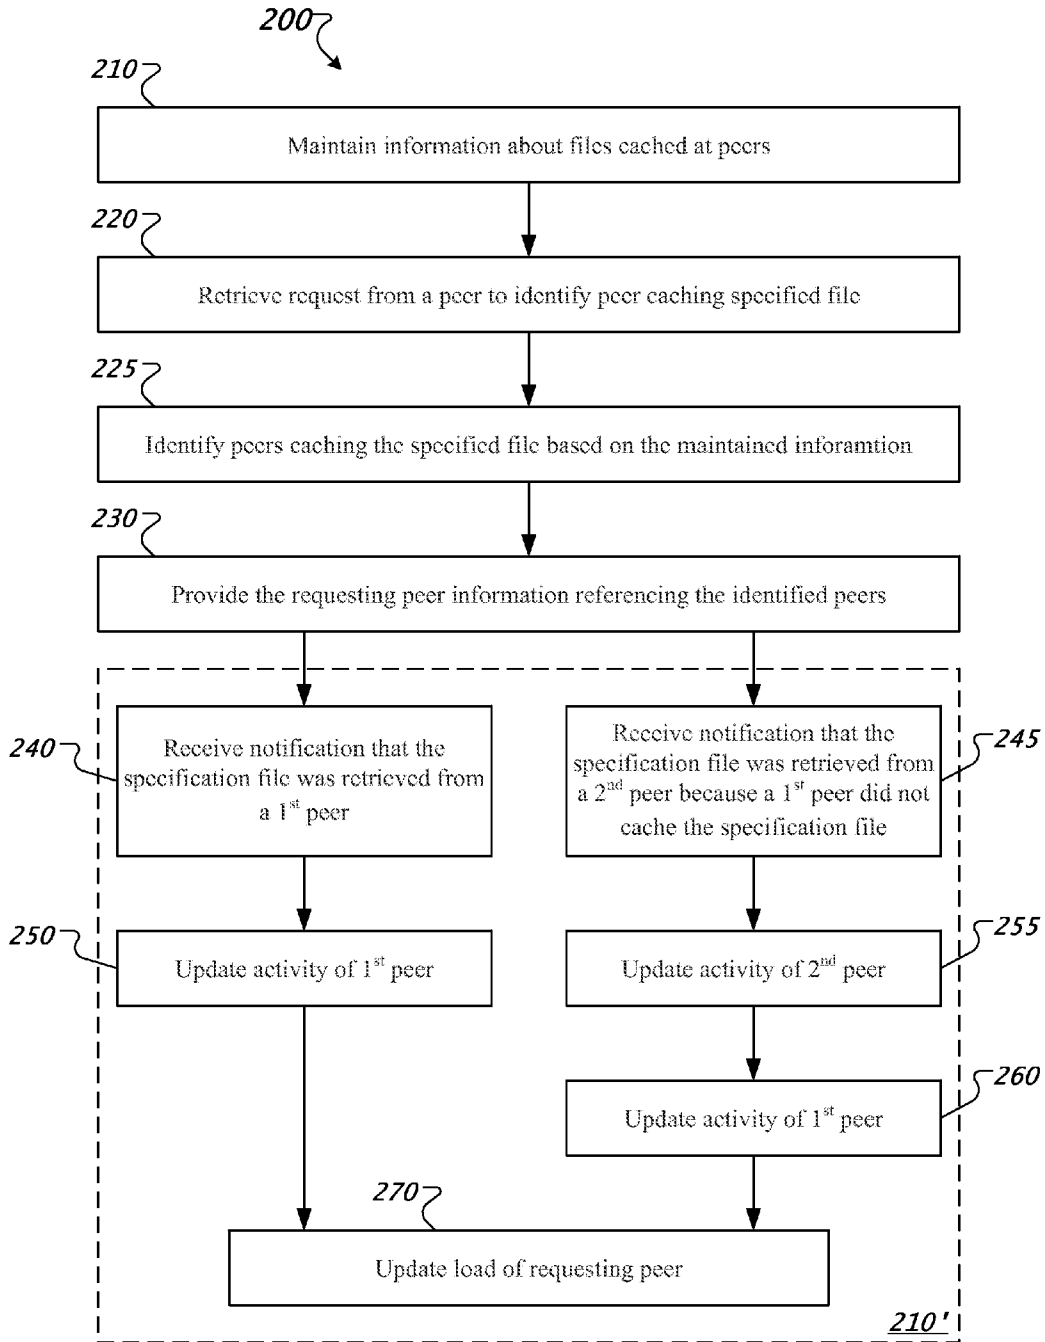 200
210
Maintain information about files cached at peers
220
Retrieve request from a peer to identify peer caching specified file
225
Identify peers caching the specified file based on the maintained inforamtion
230
Provide the requesting peer information referencing the identified peers
240
Receive notification that the
specification file was retrieved from
a 1st peer
245
Receive notification that the
specification file was retrieved from
a 2nd peer because a 1st peer did not
cache the specification file
250
Update activity of 1st peer
255
Update activity of 2nd peer
260
Update activity of 1st peer
270
Update load of requesting peer
210'